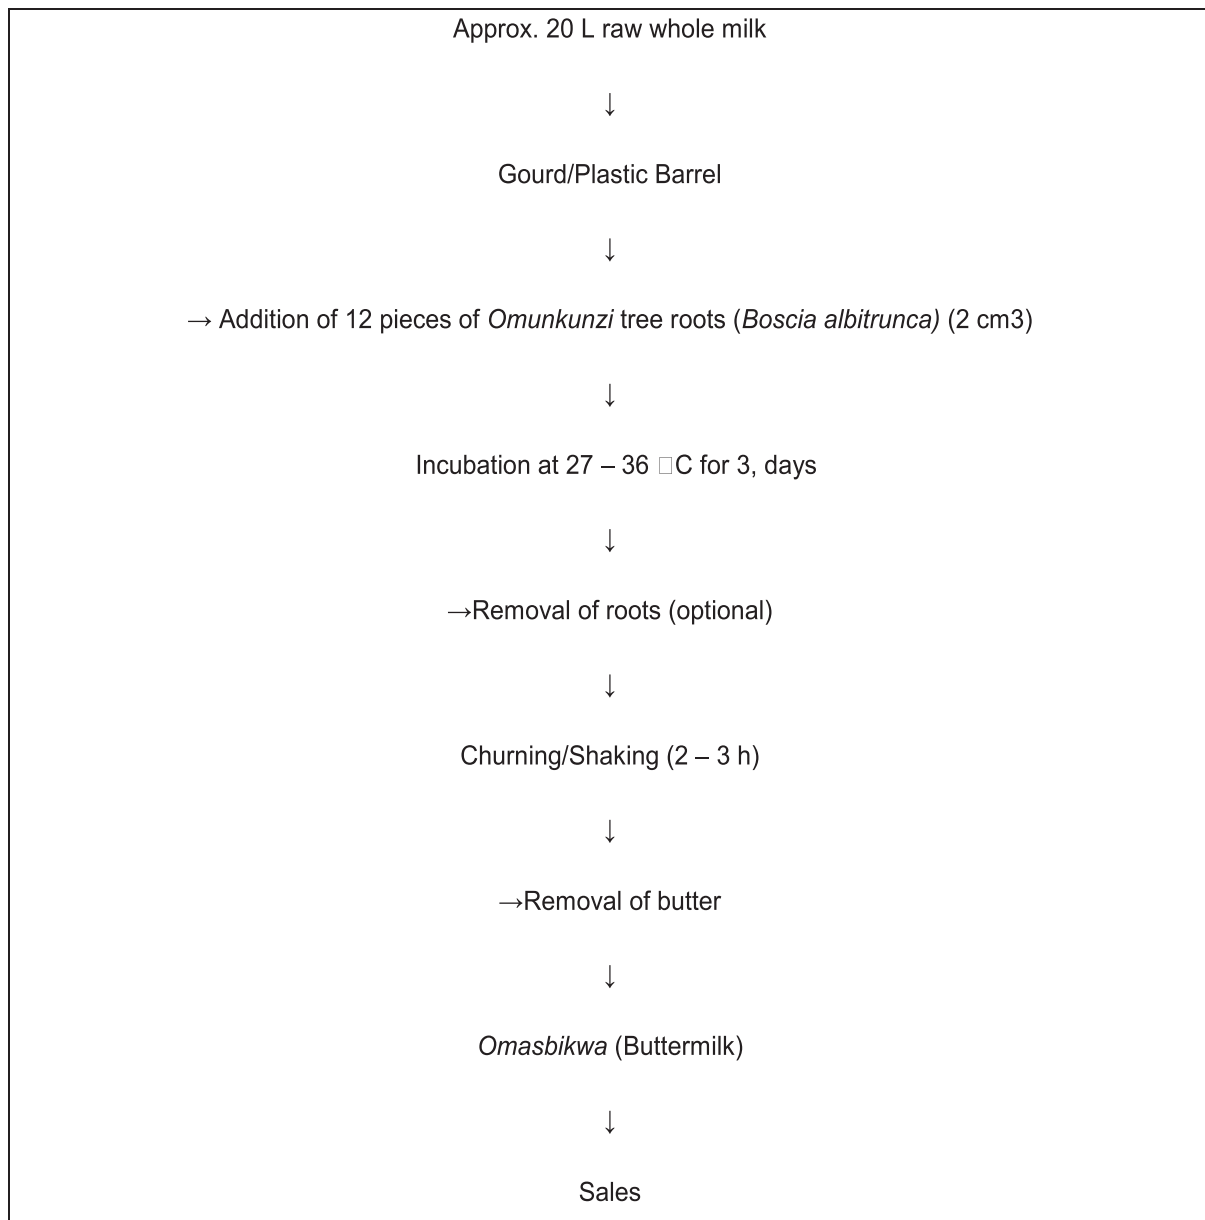 Approx. 20 L raw whole milk
↓
Gourd/Plastic Barrel
↓
→ Addition of 12 pieces of Omunkunzi tree roots (Boscia albitrunca) (2 cm3)
↓
Incubation at 27 – 36 □C for 3, days
↓
→Removal of roots (optional)
↓
Churning/Shaking (2 – 3 h)
↓
→Removal of butter
↓
Omasbikwa (Buttermilk)
↓
Sales